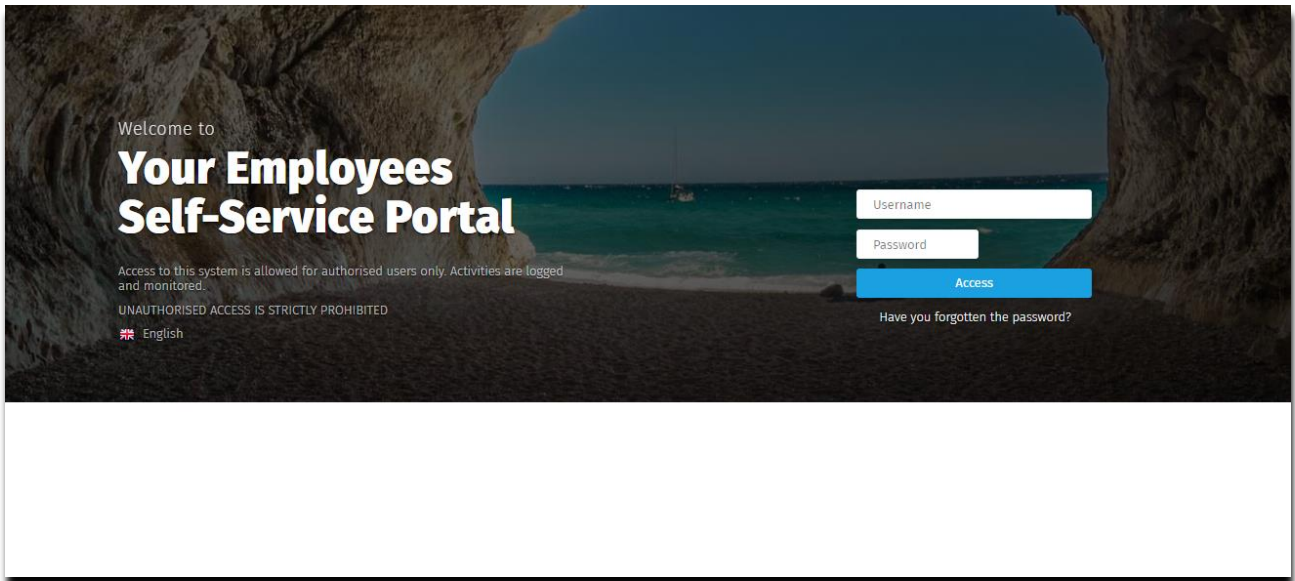 Welcome to
Your Employees
Self-Service Portal
Access to this system is allowed for authorised users only. Activities are logged
and monitored.
UNAUTHORISED ACCESS IS STRICTLY PROHIBITED
English
Username
Password
Access
Have you forgotten the password?